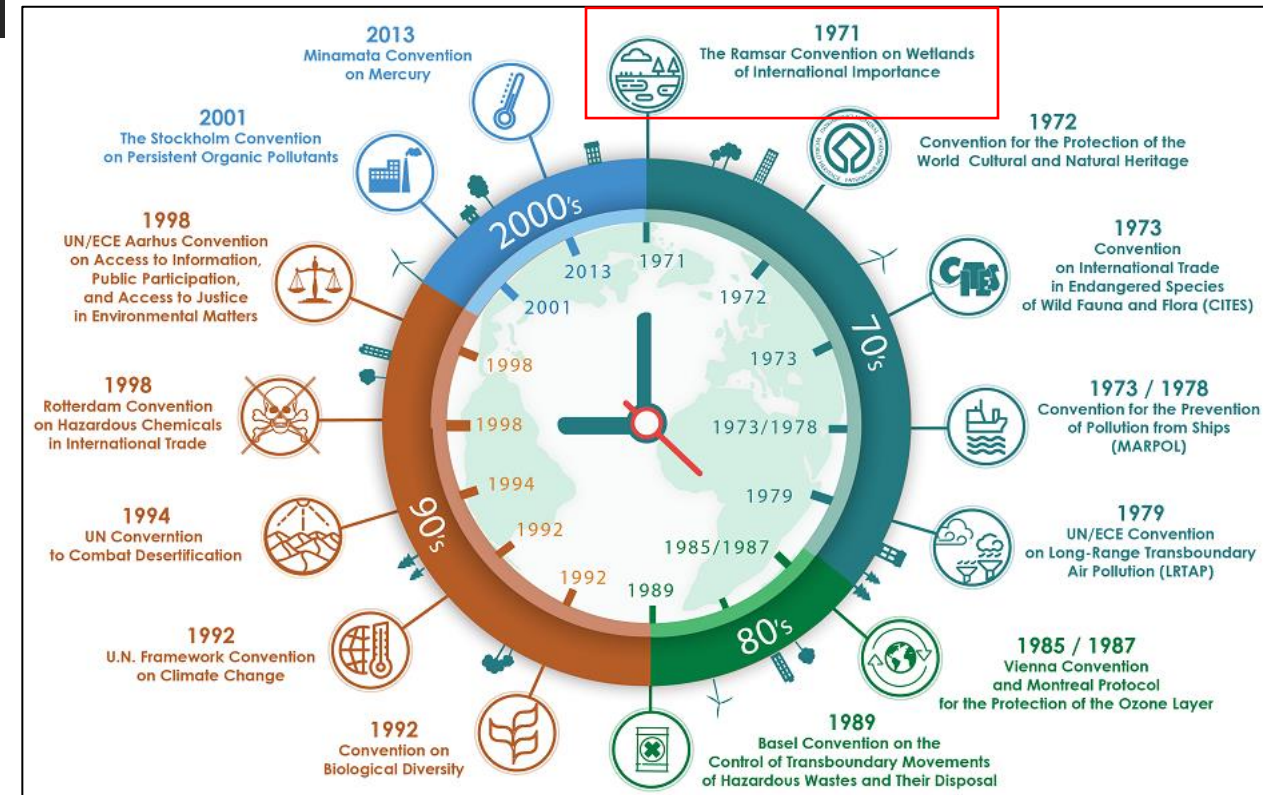 1971
The Ramsar Convention on Wetlands
of International Importance
1972
Convention for the Protection of the
World Cultural and Natural Heritage
1973
Convention
on International Trade
in Endangered Species
of Wild Fauna and Flora (CITES)
CITES
1973 / 1978
Convention for the Prevention
of Pollution from Ships
(MARPOL)
1979
UN/ECE Convention
on Long-Range Transboundary
Air Pollution (LRTAP)
1985 / 1987
Vienna Convention
and Montreal Protocol
for the Protection of the Ozone Layer
1989
Basel Convention on the
Control of Transboundary Movements
of Hazardous Wastes and Their Disposal
1992
Convention on
Biological Diversity
1992
U.N. Framework Convention
on Climate Change
1994
UN Convention
to Combat Desertification
1998
Rotterdam Convention
on Hazardous Chemicals
in International Trade
1998
UN/ECE Aarhus Convention
on Access to Information,
Public Participation,
and Access to Justice
in Environmental Matters
2001
The Stockholm Convention
on Persistent Organic Pollutants
2013
Minamata Convention
on Mercury
70's
80's
90's
2000's
1971
1972
1973
1973/1978
1979
1985/1987
1989
1992
1992
1994
1998
1998
2001
2013